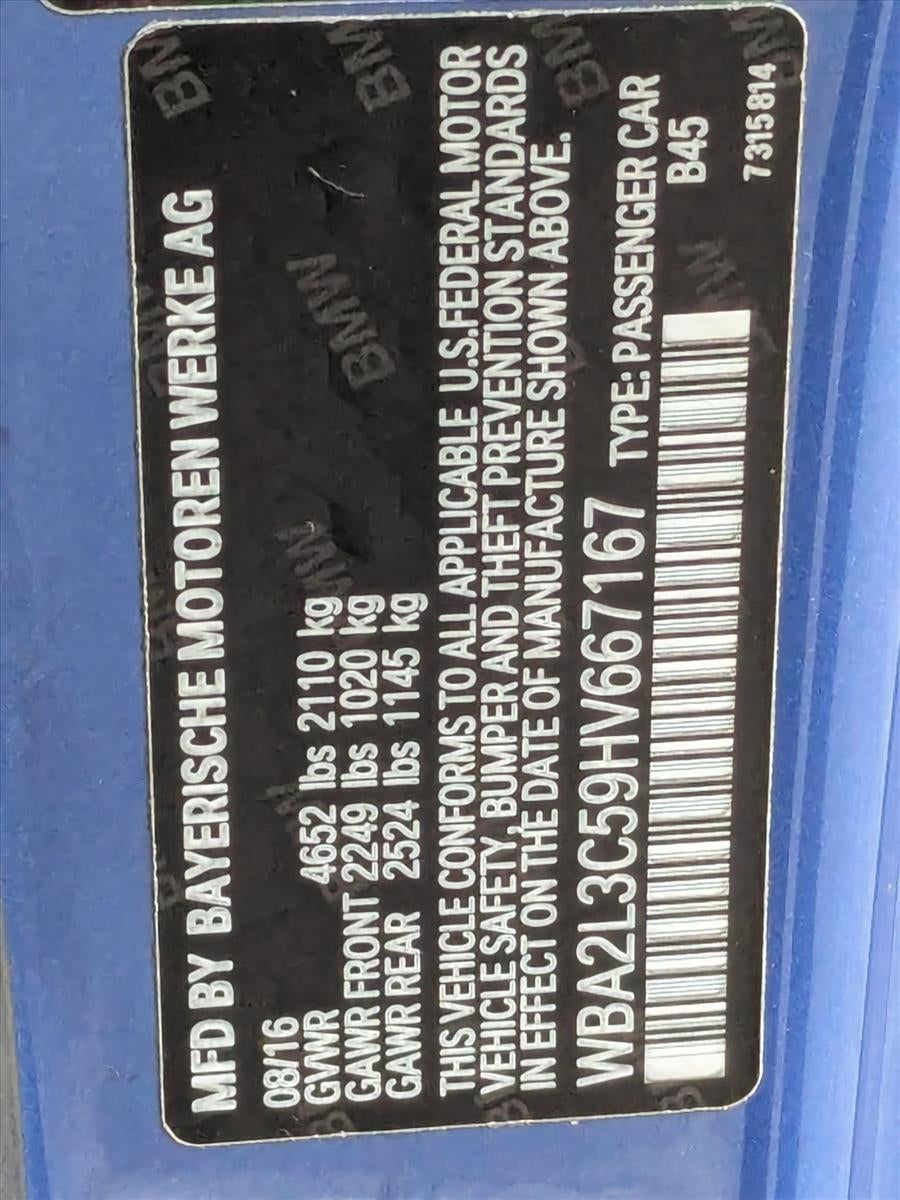 MFD BY BAYERISCHE MOTOREN WERKE AG
08/16
GVWR 4652 lbs 2110 kg
GAWR FRONT 2249 lbs 1020 kg
GAWR REAR 2524 lbs 1145 kg
THIS VEHICLE CONFORMS TO ALL APPLICABLE U.S.FEDERAL MOTOR
VEHICLE SAFETY, BUMPER AND THEFT PREVENTION STANDARDS
IN EFFECT ON THE DATE OF MANUFACTURE SHOWN ABOVE.
WBA2L3C59HV667167 TYPE: PASSENGER CAR
B45
7315814
BMW